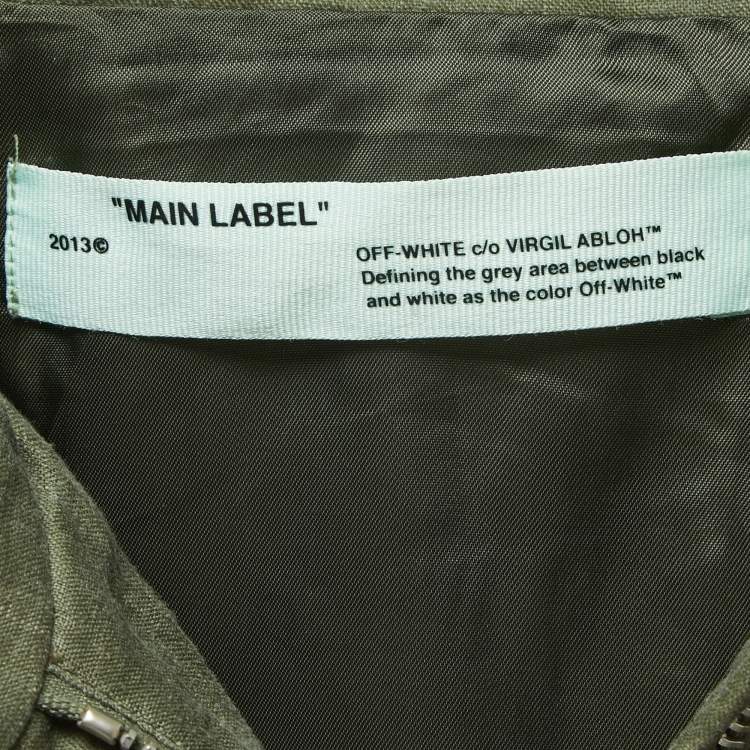 "MAIN LABEL"
2013©
OFF-WHITE c/o VIRGIL ABLOH™
Defining the grey area between black
and white as the color Off-White™